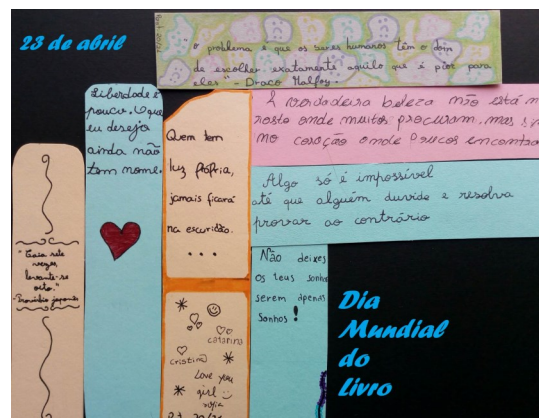 23 de abril
"O problema é que os seres humanos têm o dom
de escolher exatamente aquilo que é pior para
eles" - Draco Malfoy.
Liberdade é
pouco. O que
eu desejo
ainda não
tem nome.
Quem tem
luz própria,
jamais ficará
na escuridão.
...
A verdadeira beleza não está n
rosto onde muitos procuram, mas si
no coração onde poucos encontra
Algo só é impossível
até que alguém duvide e resolva
provar ao contrário
"Caia sete
vezes,
levante-se
oito."
- Provérbio japonês
Não deixes
os teus sonhos
serem apenas
sonhos!
catarina
cristina
Love you
girl
sofia
Dia
Mundial
do
Livro